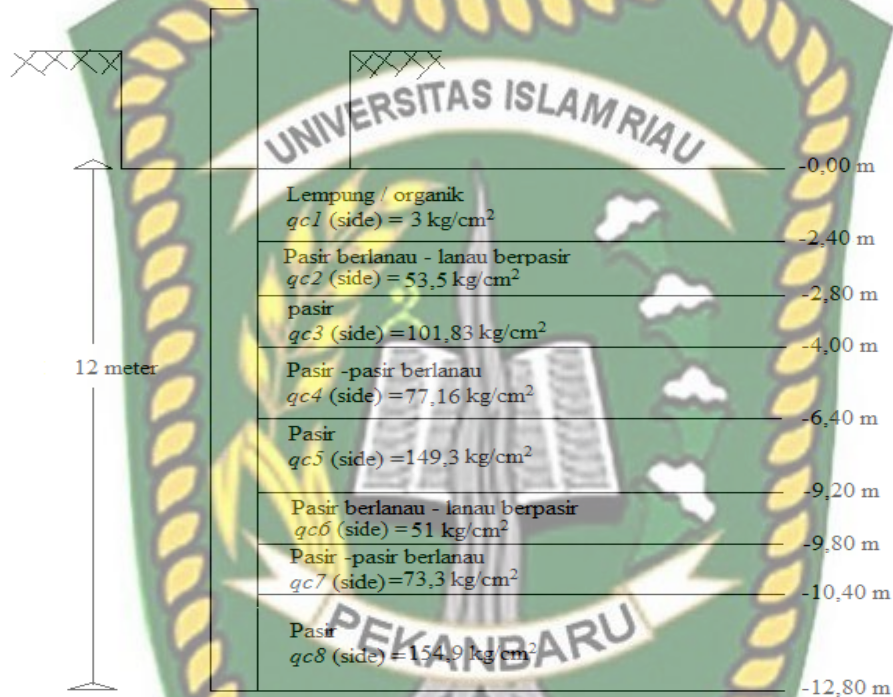 UNIVERSITAS ISLAM RIAU
-0,00 m
Lempung / organik
qc1 (side) = 3 kg/cm²
-2,40 m
Pasir berlanau - lanau berpasir
qc2 (side) = 53,5 kg/cm²
-2,80 m
pasir
qc3 (side) =101,83 kg/cm²
-4,00 m
12 meter
Pasir -pasir berlanau
qc4 (side) =77,16 kg/cm²
-6,40 m
Pasir
qc5 (side) =149,3 kg/cm²
-9,20 m
Pasir berlanau - lanau berpasir
qc6 (side) =51 kg/cm²
-9,80 m
Pasir -pasir berlanau
qc7 (side)=73,3 kg/cm²
-10,40 m
Pasir
qc8 (side) =154,9 kg/cm²
PEKANBARU
-12,80 m